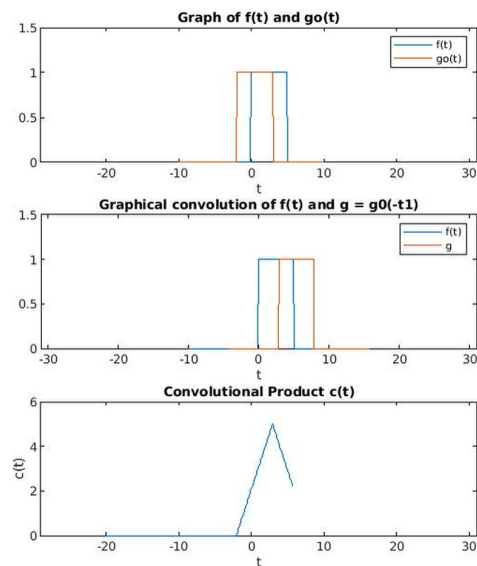 Graph of f(t) and go(t)
1.5
1
0.5
0
f(t)
go(t)
-20 -10 0 10 20 30
t
Graphical convolution of f(t) and g = g0(-t1)
1.5
1
0.5
0
f(t)
g
-30 -20 -10 0 10 20 30
t
Convolutional Product c(t)
6
4
2
0
c(t)
-20 -10 0 10 20 30
t